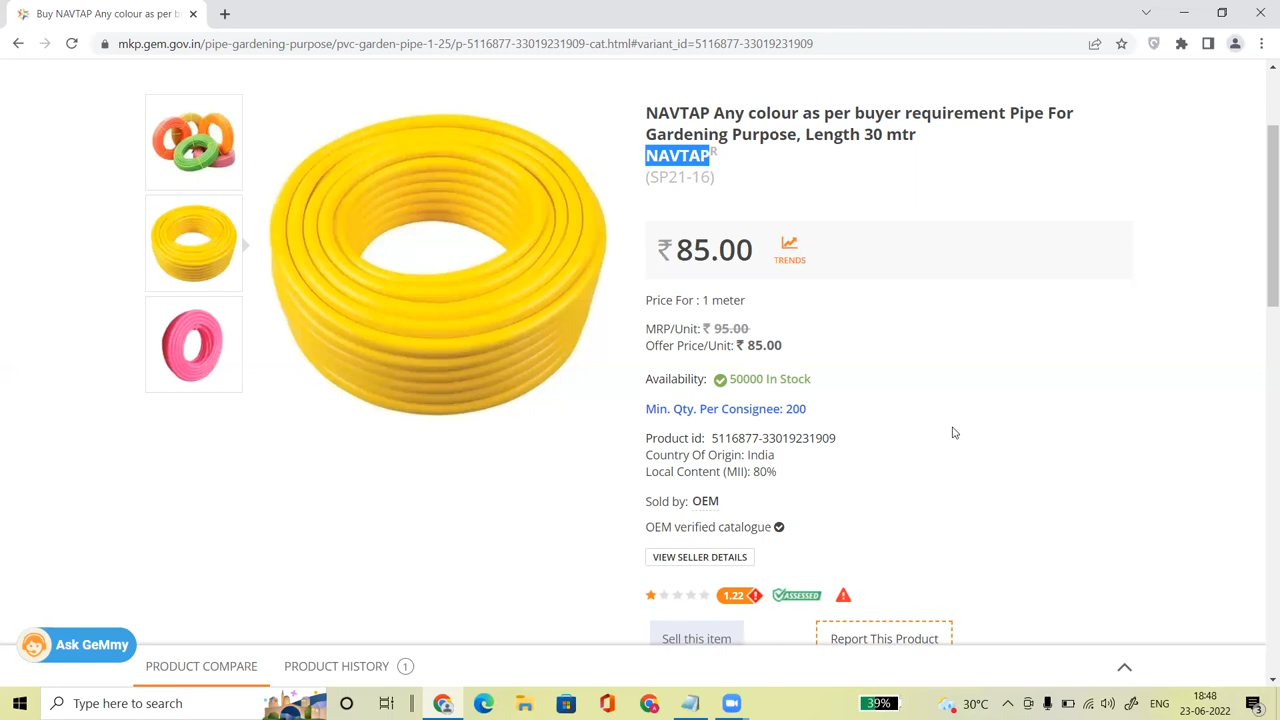 Buy NAVTAP Any colour as per b
mkp.gem.gov.in/pipe-gardening-purpose/pvc-garden-pipe-1-25/p-5116877-33019231909-cat.html#variant_id=5116877-33019231909
NAVTAP Any colour as per buyer requirement Pipe For
Gardening Purpose, Length 30 mtr
NAVTAP R
(SP21-16)
₹ 85.00
TRENDS
Price For : 1 meter
MRP/Unit: ₹ 95.00
Offer Price/Unit: ₹ 85.00
Availability: 50000 In Stock
Min. Qty. Per Consignee: 200
Product id: 5116877-33019231909
Country Of Origin: India
Local Content (MII): 80%
Sold by: OEM
OEM verified catalogue
VIEW SELLER DETAILS
1.22 ASSESSED
Sell this item Report This Product
Ask GeMmy
PRODUCT COMPARE PRODUCT HISTORY 1
Type here to search
39%
30°C
ENG
18:48
23-06-2022
3